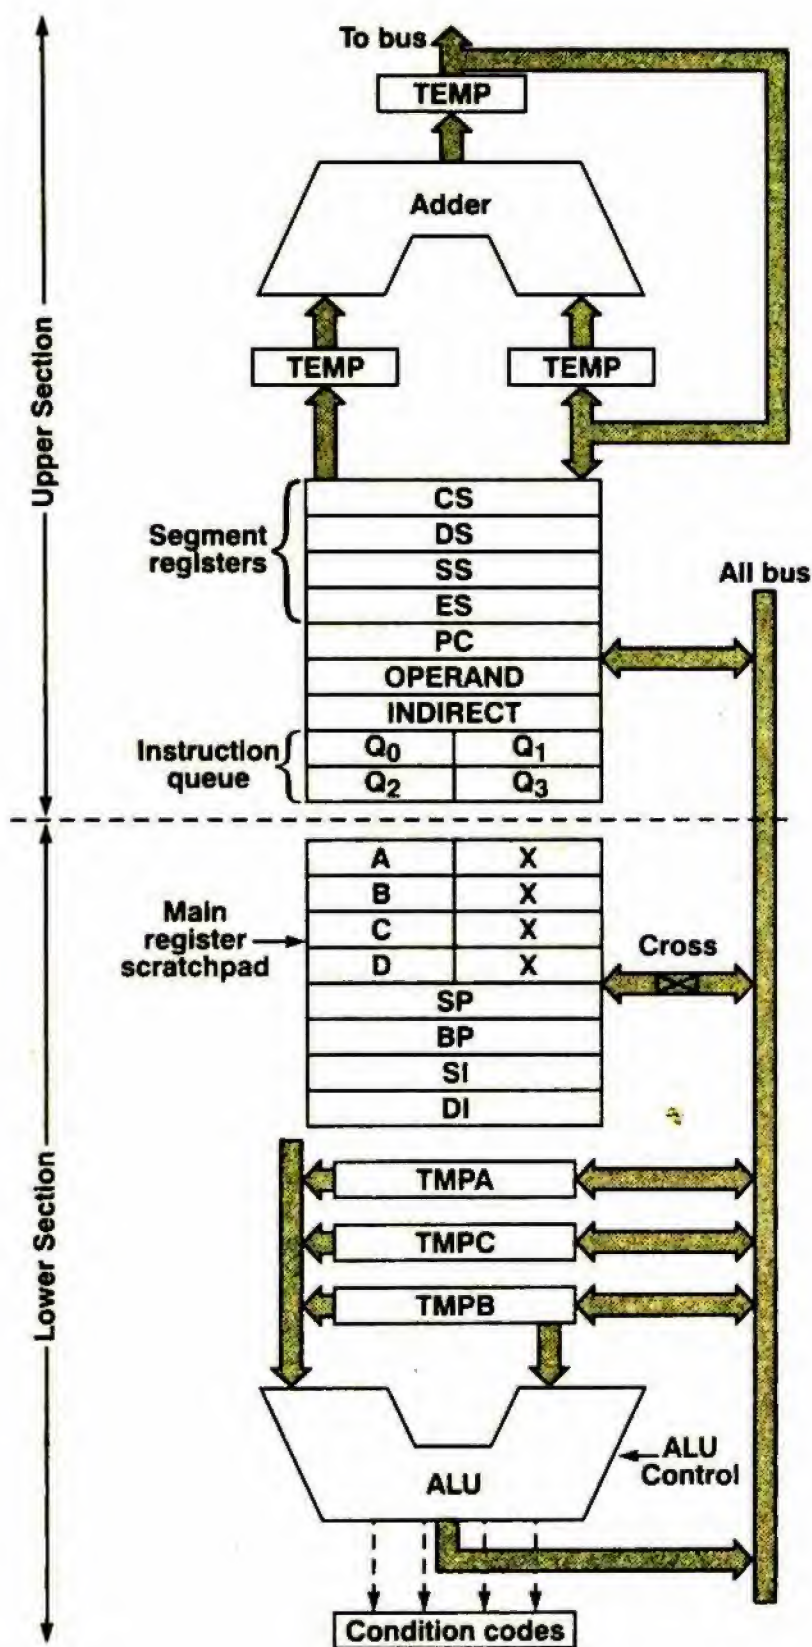 To bus
TEMP
Adder
TEMP
TEMP
Upper Section
Segment
registers
CS
DS
SS
ES
PC
OPERAND
INDIRECT
All bus
Instruction
queue
Q0 Q1
Q2 Q3
Main
register
scratchpad
A X
B X
C X
D X
SP
BP
SI
DI
Cross
Lower Section
TMPA
TMPC
TMPB
ALU
ALU
Control
Condition codes